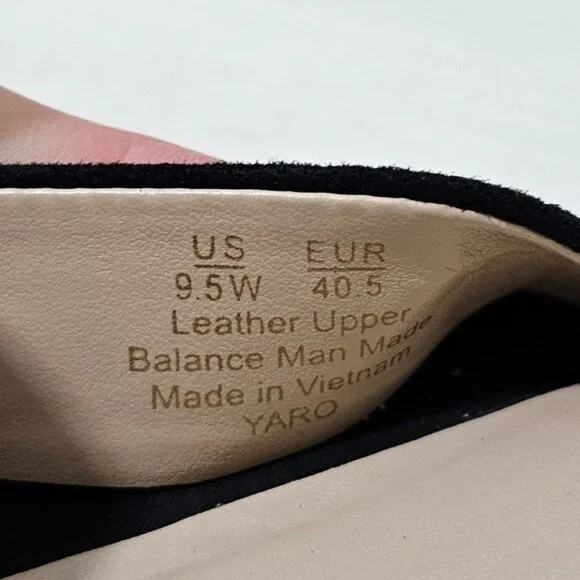 US EUR
9.5W 40.5
Leather Upper
Balance Man Made
Made in Vietnam
YARO